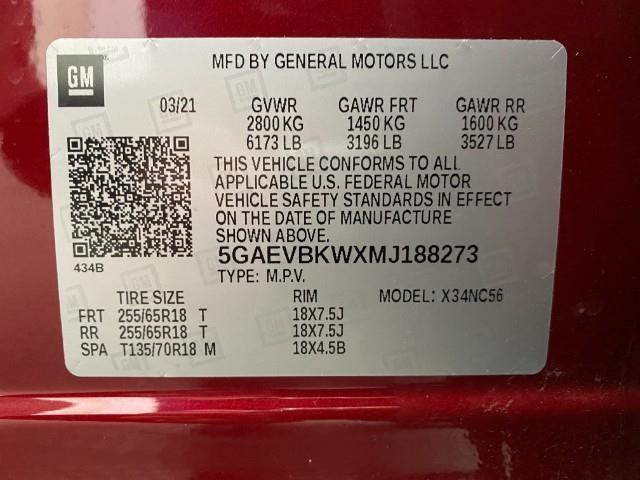 GM
MFD BY GENERAL MOTORS LLC
03/21 GVWR GAWR FRT GAWR RR
2800 KG 1450 KG 1600 KG
6173 LB 3196 LB 3527 LB
THIS VEHICLE CONFORMS TO ALL
APPLICABLE U.S. FEDERAL MOTOR
VEHICLE SAFETY STANDARDS IN EFFECT
ON THE DATE OF MANUFACTURE
SHOWN ABOVE.
434B
5GAEVBKWXMJ188273
TYPE: M.P.V.
TIRE SIZE RIM MODEL: X34NC56
FRT 255/65R18 T 18X7.5J
RR 255/65R18 T 18X7.5J
SPA T135/70R18 M 18X4.5B